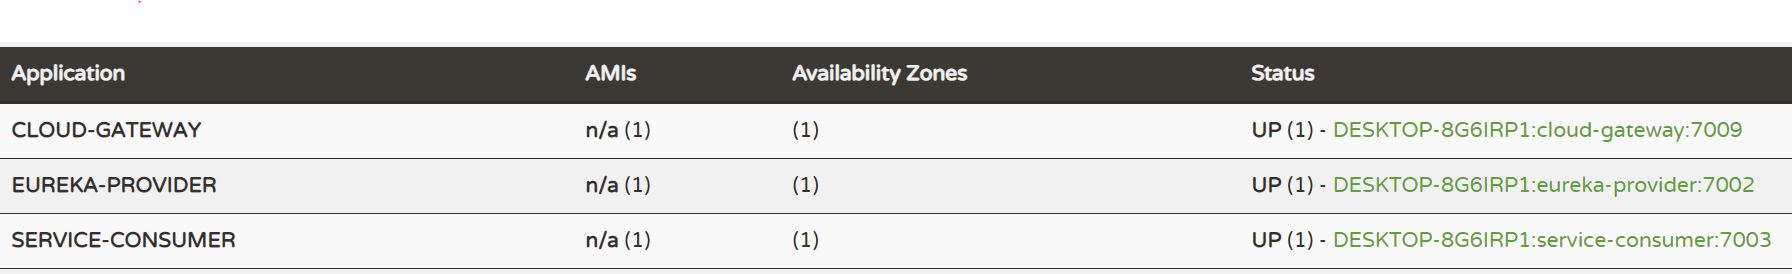 Application AMIs Availability Zones Status
CLOUD-GATEWAY n/a (1) (1) UP (1) - DESKTOP-8G6IRP1:cloud-gateway:7009
EUREKA-PROVIDER n/a (1) (1) UP (1) - DESKTOP-8G6IRP1:eureka-provider:7002
SERVICE-CONSUMER n/a (1) (1) UP (1) - DESKTOP-8G6IRP1:service-consumer:7003